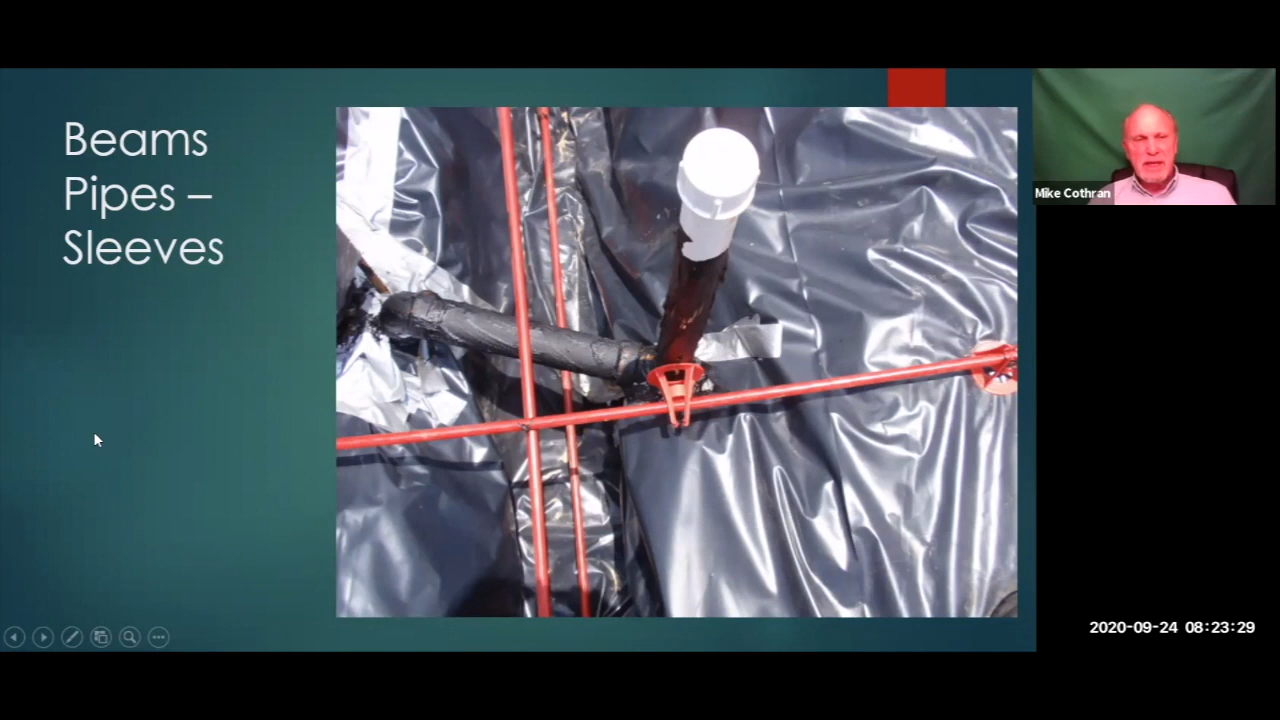 Beams
Pipes –
Sleeves
Mike Cothran
2020-09-24 08:23:29